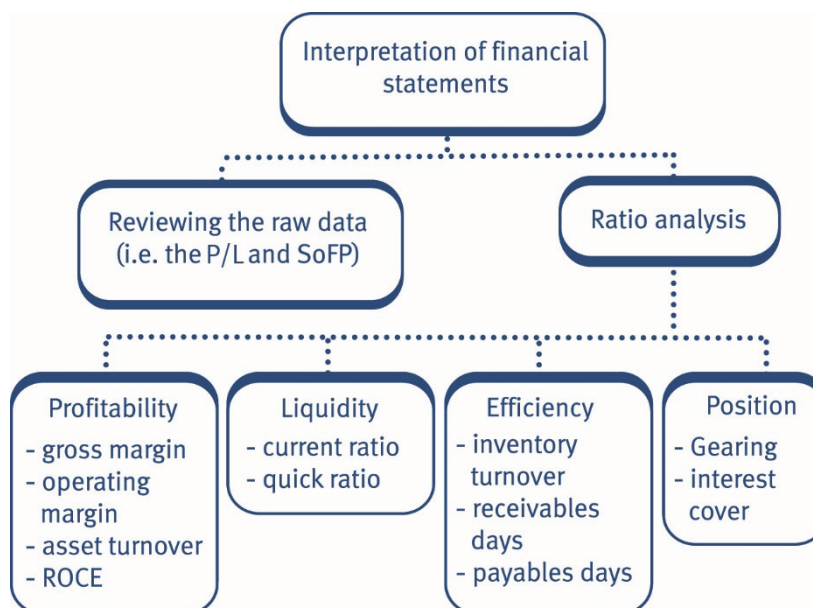 Interpretation of financial
statements
Reviewing the raw data
(i.e. the P/L and SoFP)
Ratio analysis
Profitability
- gross margin
- operating
margin
- asset turnover
- ROCE
Liquidity
- current ratio
- quick ratio
Efficiency
- inventory
turnover
- receivables
days
- payables days
Position
- Gearing
- interest
cover